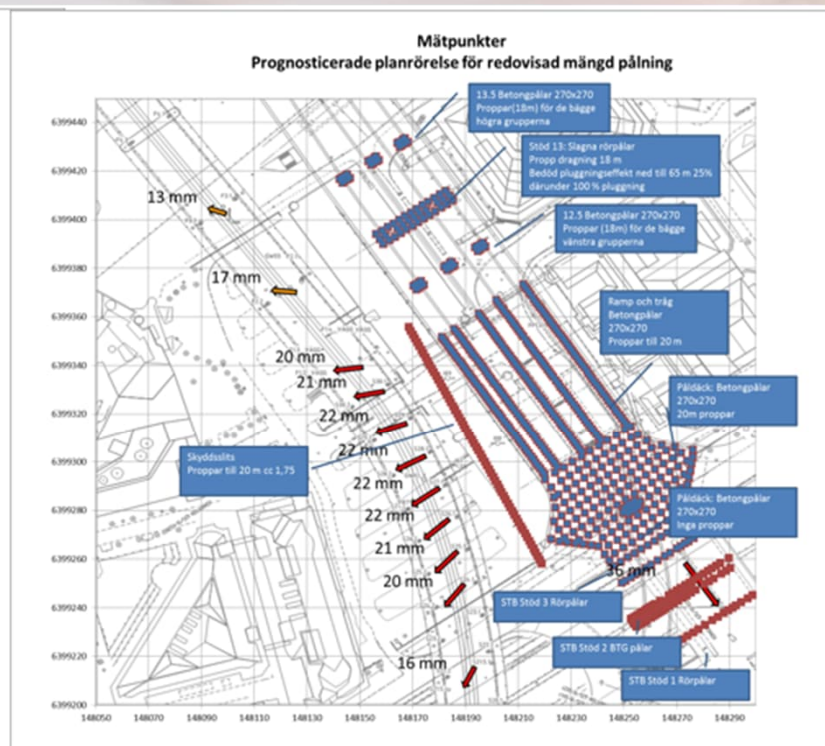 Mätpunkter
Prognosticerade planrörelse för redovisad mängd pålning
13.5 Betongpålar 270x270
Proppar(18m) för de bägge
högra grupperna
Stöd 13: Slagna rörpålar
Propp dragning 18 m
Bedöd pluggningseffekt ned till 65 m 25%
därunder 100 % pluggning
12.5 Betongpålar 270x270
Proppar (18m) för de bägge
vänstra grupperna
Ramp och tråg
Betongpålar
270x270
Proppar till 20 m
Påldäck: Betongpålar
270x270
20m proppar
Påldäck: Betongpålar
270x270
Inga proppar
Skyddsslits
Proppar till 20 m cc 1,75
STB Stöd 3 Rörpålar
STB Stöd 2 BTG pålar
STB Stöd 1 Rörpålar
13 mm
17 mm
20 mm
21 mm
22 mm
22 mm
22 mm
22 mm
21 mm
20 mm
16 mm
36 mm
6399440
6399420
6399400
6399380
6399360
6399340
6399320
6399300
6399280
6399260
6399240
6399220
6399200
148050 148070 148090 148110 148130 148150 148170 148190 148210 148230 148250 148270 148290